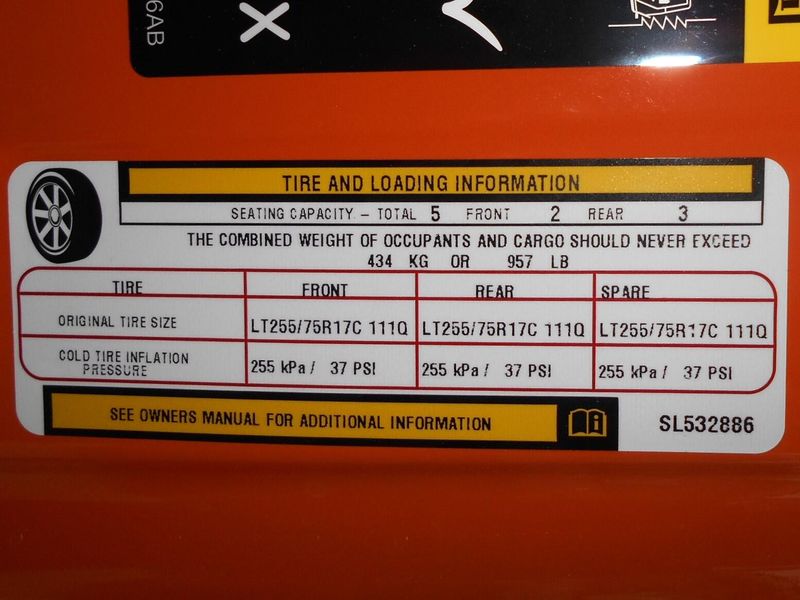 6AB
TIRE AND LOADING INFORMATION
SEATING CAPACITY – TOTAL 5 FRONT 2 REAR 3
THE COMBINED WEIGHT OF OCCUPANTS AND CARGO SHOULD NEVER EXCEED
434 KG OR 957 LB
TIRE FRONT REAR SPARE
ORIGINAL TIRE SIZE LT255/75R17C 111Q LT255/75R17C 111Q LT255/75R17C 111Q
COLD TIRE INFLATION
PRESSURE 255 kPa / 37 PSI 255 kPa / 37 PSI 255 kPa / 37 PSI
SEE OWNERS MANUAL FOR ADDITIONAL INFORMATION
SL532886